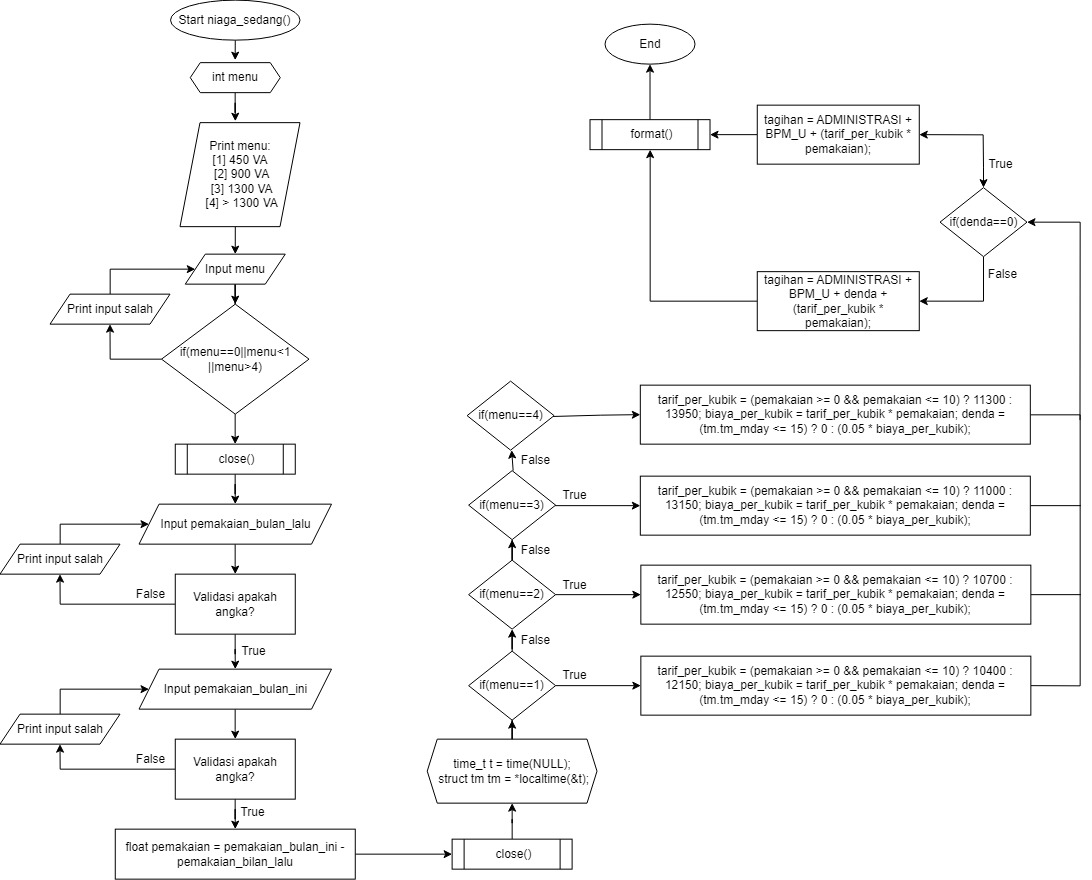 Start niaga_sedang()
int menu
Print menu:
[1] 450 VA
[2] 900 VA
[3] 1300 VA
[4] > 1300 VA
Input menu
Print input salah
if(menu==0||menu<1
||menu>4)
close()
Input pemakaian_bulan_lalu
Print input salah
False
Validasi apakah
angka?
True
Input pemakaian_bulan_ini
Print input salah
False
Validasi apakah
angka?
True
float pemakaian = pemakaian_bulan_ini -
pemakaian_bilan_lalu
close()
time_t t = time(NULL);
struct tm tm = *localtime(&t);
if(menu==1)
True
tarif_per_kubik = (pemakaian >= 0 && pemakaian <= 10) ? 10400 :
12150; biaya_per_kubik = tarif_per_kubik * pemakaian; denda =
(tm.tm_mday <= 15) ? 0 : (0.05 * biaya_per_kubik);
False
if(menu==2)
True
tarif_per_kubik = (pemakaian >= 0 && pemakaian <= 10) ? 10700 :
12550; biaya_per_kubik = tarif_per_kubik * pemakaian; denda =
(tm.tm_mday <= 15) ? 0 : (0.05 * biaya_per_kubik);
False
if(menu==3)
True
tarif_per_kubik = (pemakaian >= 0 && pemakaian <= 10) ? 11000 :
13150; biaya_per_kubik = tarif_per_kubik * pemakaian; denda =
(tm.tm_mday <= 15) ? 0 : (0.05 * biaya_per_kubik);
False
if(menu==4)
tarif_per_kubik = (pemakaian >= 0 && pemakaian <= 10) ? 11300 :
13950; biaya_per_kubik = tarif_per_kubik * pemakaian; denda =
(tm.tm_mday <= 15) ? 0 : (0.05 * biaya_per_kubik);
if(denda==0)
True
tagihan = ADMINISTRASI +
BPM_U + (tarif_per_kubik *
pemakaian);
False
tagihan = ADMINISTRASI +
BPM_U + denda +
(tarif_per_kubik *
pemakaian);
format()
End